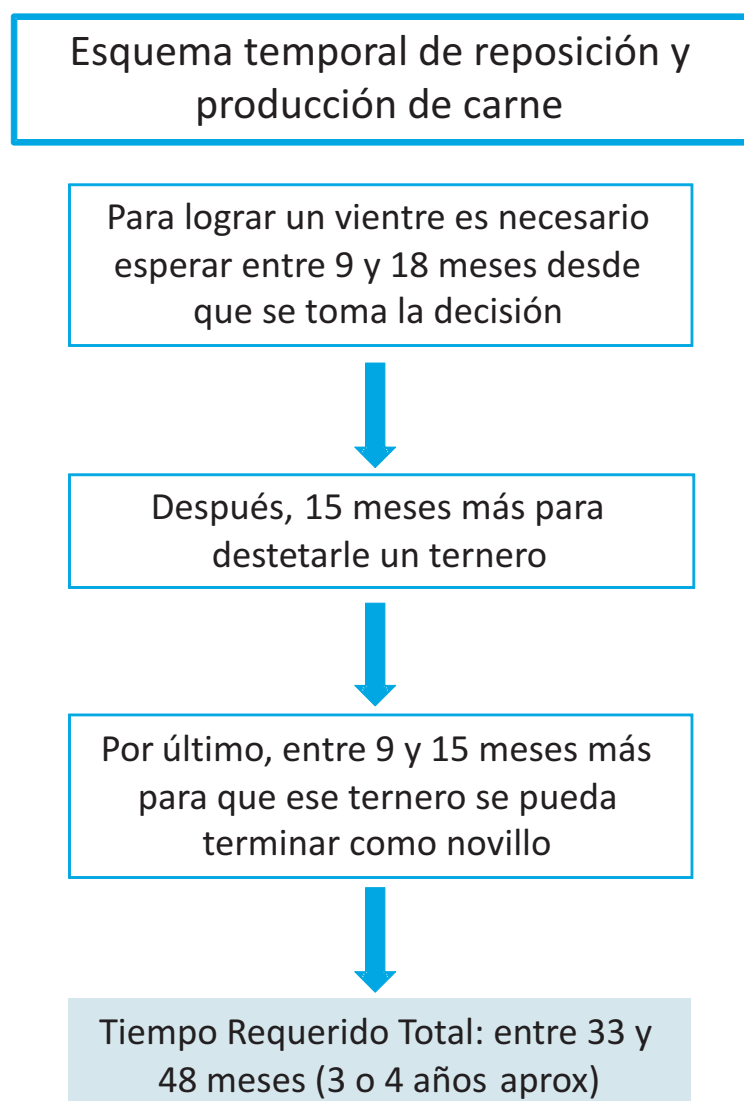 Esquema temporal de reposición y
producción de carne
Para lograr un vientre es necesario
esperar entre 9 y 18 meses desde
que se toma la decisión
Después, 15 meses más para
destetarle un ternero
Por último, entre 9 y 15 meses más
para que ese ternero se pueda
terminar como novillo
Tiempo Requerido Total: entre 33 y
48 meses (3 o 4 años aprox)